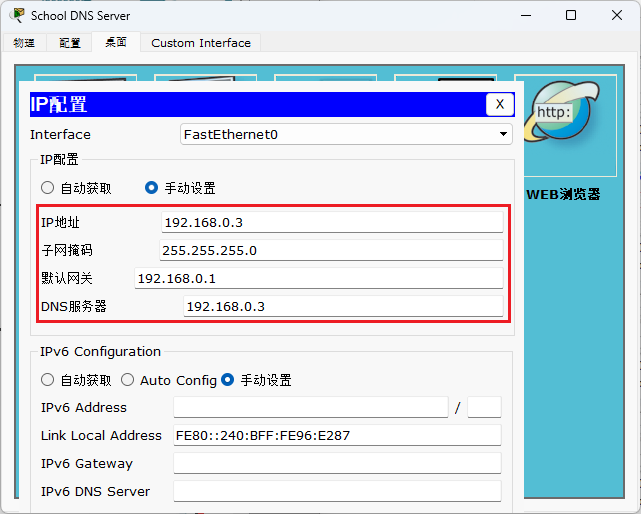 School DNS Server
物理 配置 桌面 Custom Interface
IP配置 X
http:
Interface FastEthernet0
IP配置
自动获取 手动设置
WEB浏览器
IP地址 192.168.0.3
子网掩码 255.255.255.0
默认网关 192.168.0.1
DNS服务器 192.168.0.3
IPv6 Configuration
自动获取 Auto Config 手动设置
IPv6 Address /
Link Local Address FE80::240:BFF:FE96:E287
IPv6 Gateway
IPv6 DNS Server